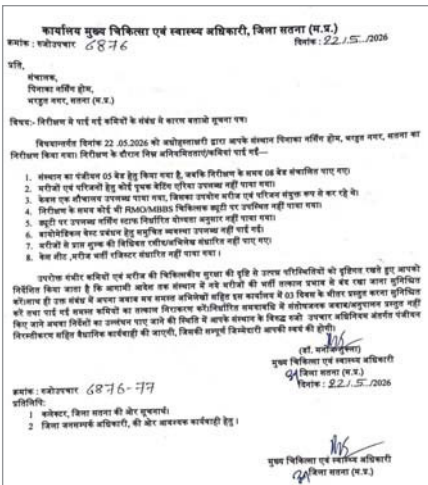 कार्यालय मुख्य चिकित्सा एवं स्वास्थ्य अधिकारी, जिला सतना (म.प्र.)
क्रमांक : रुजोउपचार 6876 दिनांक : 22/5/2026
प्रति,
संचालक,
पिनाका नर्सिंग होम,
भरहुत नगर, सतना (म.प्र.)
विषय:- निरीक्षण में पाई गई कमियों के संबंध में कारण बताओ सूचना पत्र।
विषयान्तर्गत दिनांक 22 .05.2026 को अधोहस्ताक्षरी द्वारा आपके संस्थान पिनाका नर्सिंग होम, भरहुत नगर, सतना का
निरीक्षण किया गया। निरीक्षण के दौरान निम्न अनियमितताएं/कमियां पाई गई—
1. संस्थान का पंजीयन 05 बेड हेतु किया गया है, जबकि निरीक्षण के समय 08 बेड संचालित पाए गए।
2. मरीजों एवं परिजनों हेतु कोई पृथक वेटिंग एरिया उपलब्ध नहीं पाया गया।
3. केवल एक शौचालय उपलब्ध पाया गया, जिसका उपयोग मरीज एवं परिजन संयुक्त रूप से कर रहे थे।
4. निरीक्षण के समय कोई भी RMO/MBBS चिकित्सक ड्यूटी पर उपस्थित नहीं पाया गया।
5. ड्यूटी पर उपलब्ध नर्सिंग स्टाफ निर्धारित योग्यता अनुसार नहीं पाया गया।
6. बायोमेडिकल वेस्ट प्रबंधन हेतु समुचित व्यवस्था उपलब्ध नहीं पाई गई।
7. मरीजों से प्राप्त शुल्क की विधिवत रसीद/अभिलेख संधारित नहीं पाए गए।
8. केस शीट ,मरीज भर्ती रजिस्टर संधारित नहीं पाया गया ।
उपरोक्त गंभीर कमियों एवं मरीज की चिकित्सकीय सुरक्षा की दृष्टि से उत्पन्न परिस्थितियों को दृष्टिगत रखते हुए आपको
निर्देशित किया जाता है कि आगामी आदेश तक संस्थान में नये मरीजों की भर्ती तत्काल प्रभाव से बंद रखा जाना सुनिश्चित
करें।साथ ही उक्त संबंध में अपना जवाब मय समस्त अभिलेखों सहित इस कार्यालय में 03 दिवस के भीतर प्रस्तुत करना सुनिश्चित
करें तथा पाई गई समस्त कमियों का तत्काल निराकरण करें।निर्धारित समयावधि में संतोषजनक जवाब/अनुपालन प्रस्तुत नहीं
किए जाने अथवा निर्देशों का उल्लंघन पाए जाने की स्थिति में आपके संस्थान के विरुद्ध रुजो उपचार अधिनियम अंतर्गत पंजीयन
निरस्तीकरण सहित वैधानिक कार्यवाही की जाएगी, जिसकी सम्पूर्ण जिम्मेदारी आपकी स्वयं की होगी।
(डॉ. मनोज शुक्ला)
मुख्य चिकित्सा एवं स्वास्थ्य अधिकारी
जिला सतना (म.प्र.)
क्रमांक : रुजोउपचार 6876-77 दिनांक : 22/5/2026
प्रतिलिपि:
1 कलेक्टर, जिला सतना की ओर सूचनार्थ।
2 जिला जनसम्पर्क अधिकारी, की ओर आवश्यक कार्यवाही हेतु ।
मुख्य चिकित्सा एवं स्वास्थ्य अधिकारी
जिला सतना (म.प्र.)